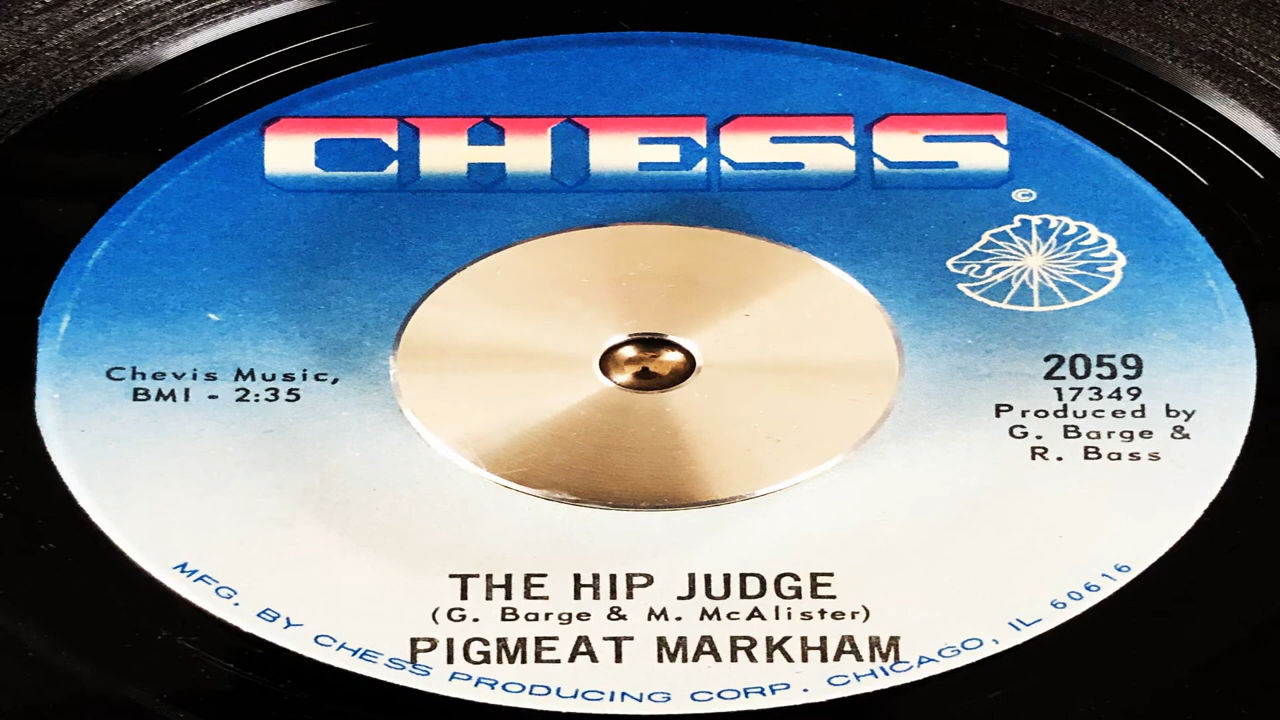 CHESS
©
Chevis Music,
BMI - 2:35
2059
17349
Produced by
G. Barge &
R. Bass
THE HIP JUDGE
(G. Barge & M. McAlister)
PIGMEAT MARKHAM
MFG. BY CHESS PRODUCING CORP. CHICAGO, IL 60616